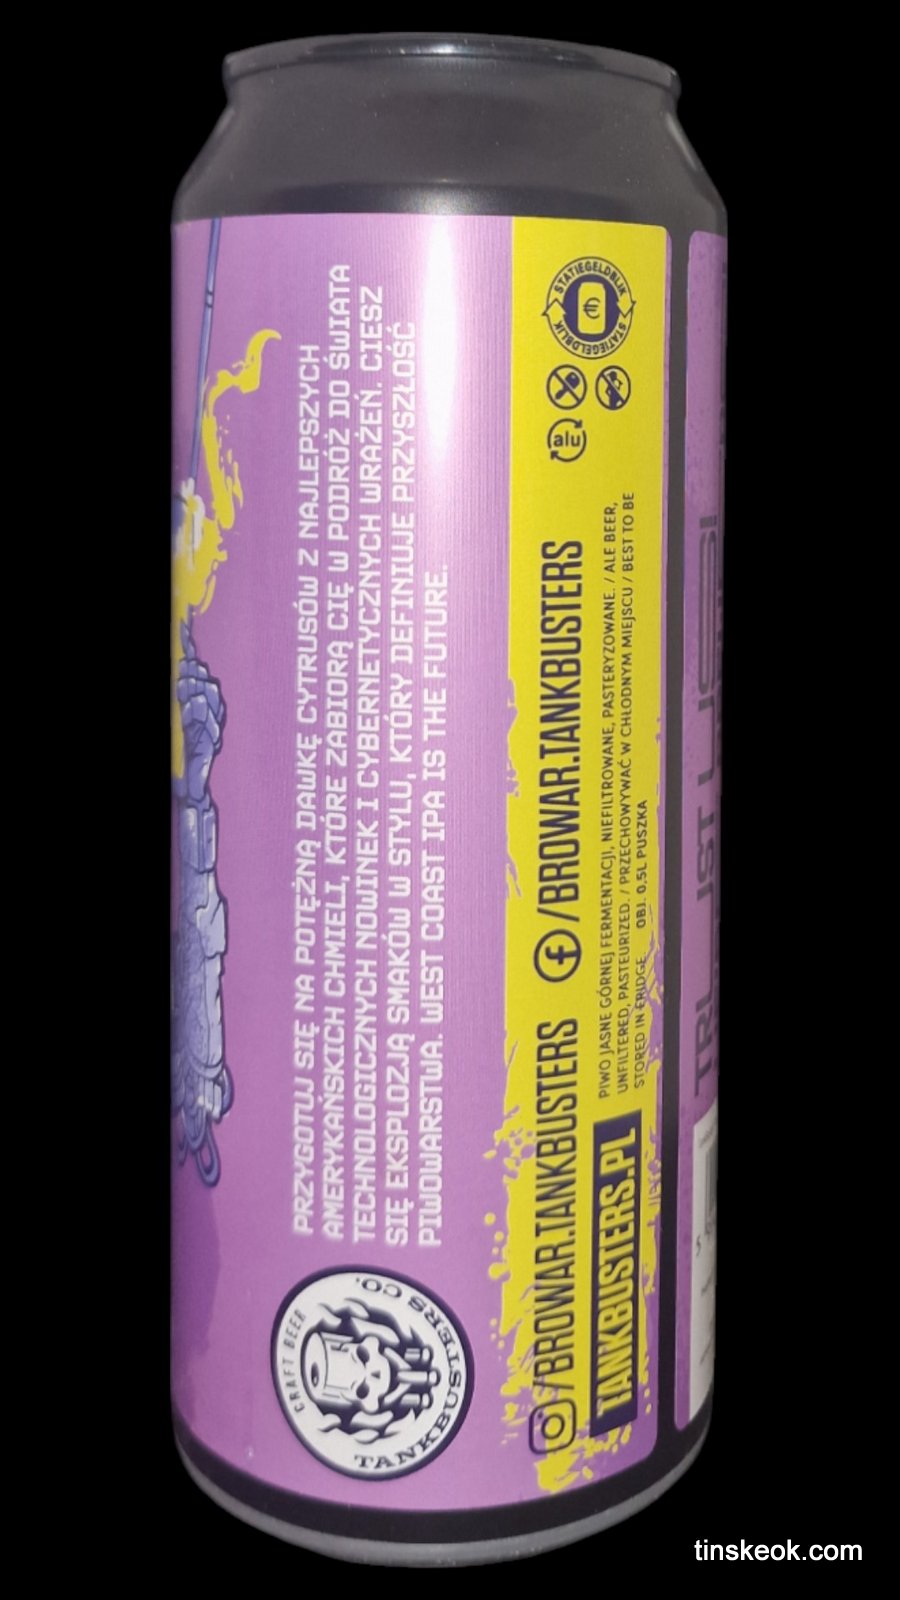 PRZYGOTUJ SIĘ NA POTĘŻNĄ DAWKĘ CYTRUSÓW Z NAJLEPSZYCH
AMERYKAŃSKICH CHMIELI, KTÓRE ZABIORĄ CIĘ W PODRÓŻ DO ŚWIATA
TECHNOLOGICZNYCH NOWINEK I CYBERNETYCZNYCH WRAŻEŃ. CIESZ
SIĘ EKSPLOZJĄ SMAKÓW W STYLU, KTÓRY DEFINIUJE PRZYSZŁOŚĆ
PIWOWARSTWA. WEST COAST IPA IS THE FUTURE.
CRAFT BEER
TANKBUSTERS CO.
/BROWAR.TANKBUSTERS
/BROWAR.TANKBUSTERS
TANKBUSTERS.PL
PIWO JASNE GÓRNEJ FERMENTACJI, NIEFILTROWANE, PASTERYZOWANE. / ALE BEER,
UNFILTERED, PASTEURIZED. / PRZECHOWYWAĆ W CHŁODNYM MIEJSCU / BEST TO BE
STORED IN FRIDGE. OBJ. 0,5L PUSZKA
alu
STATIEGELDBLIK
STATIEGELDBLIK
€
TRUST US!
tinskeok.com